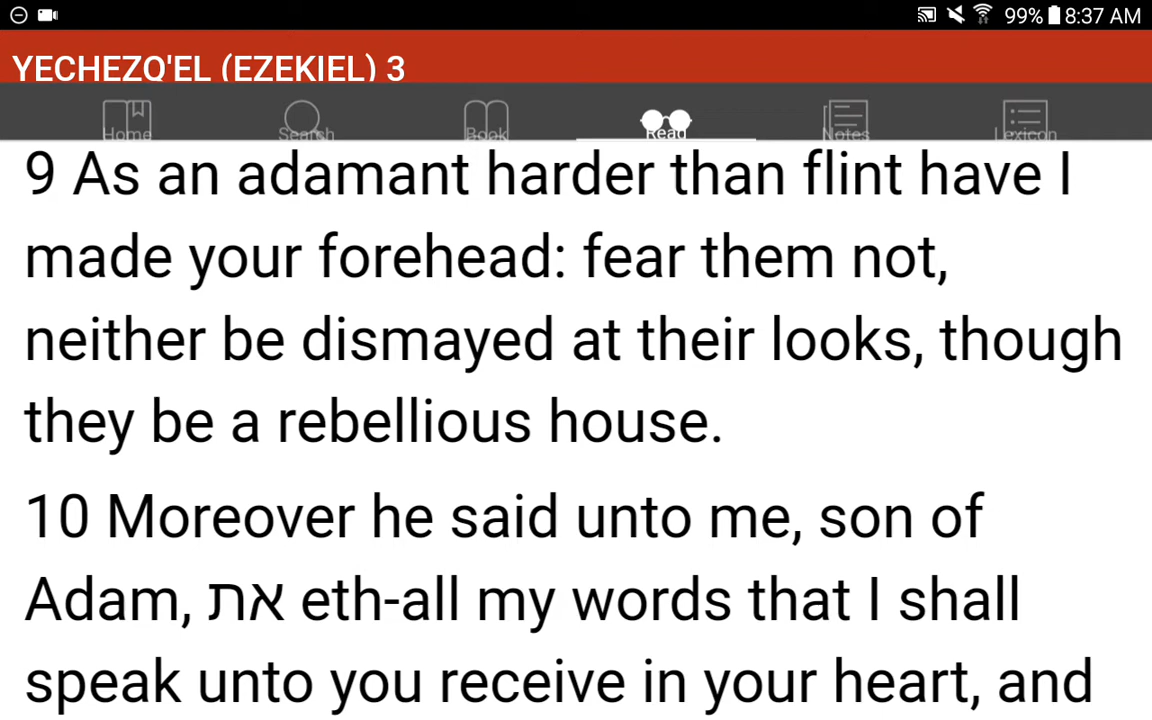 99% 8:37 AM
YECHEZQ'EL (EZEKIEL) 3
Home Search Book Read Notes Lexicon
9 As an adamant harder than flint have I
made your forehead: fear them not,
neither be dismayed at their looks, though
they be a rebellious house.
10 Moreover he said unto me, son of
Adam, את eth-all my words that I shall
speak unto you receive in your heart, and